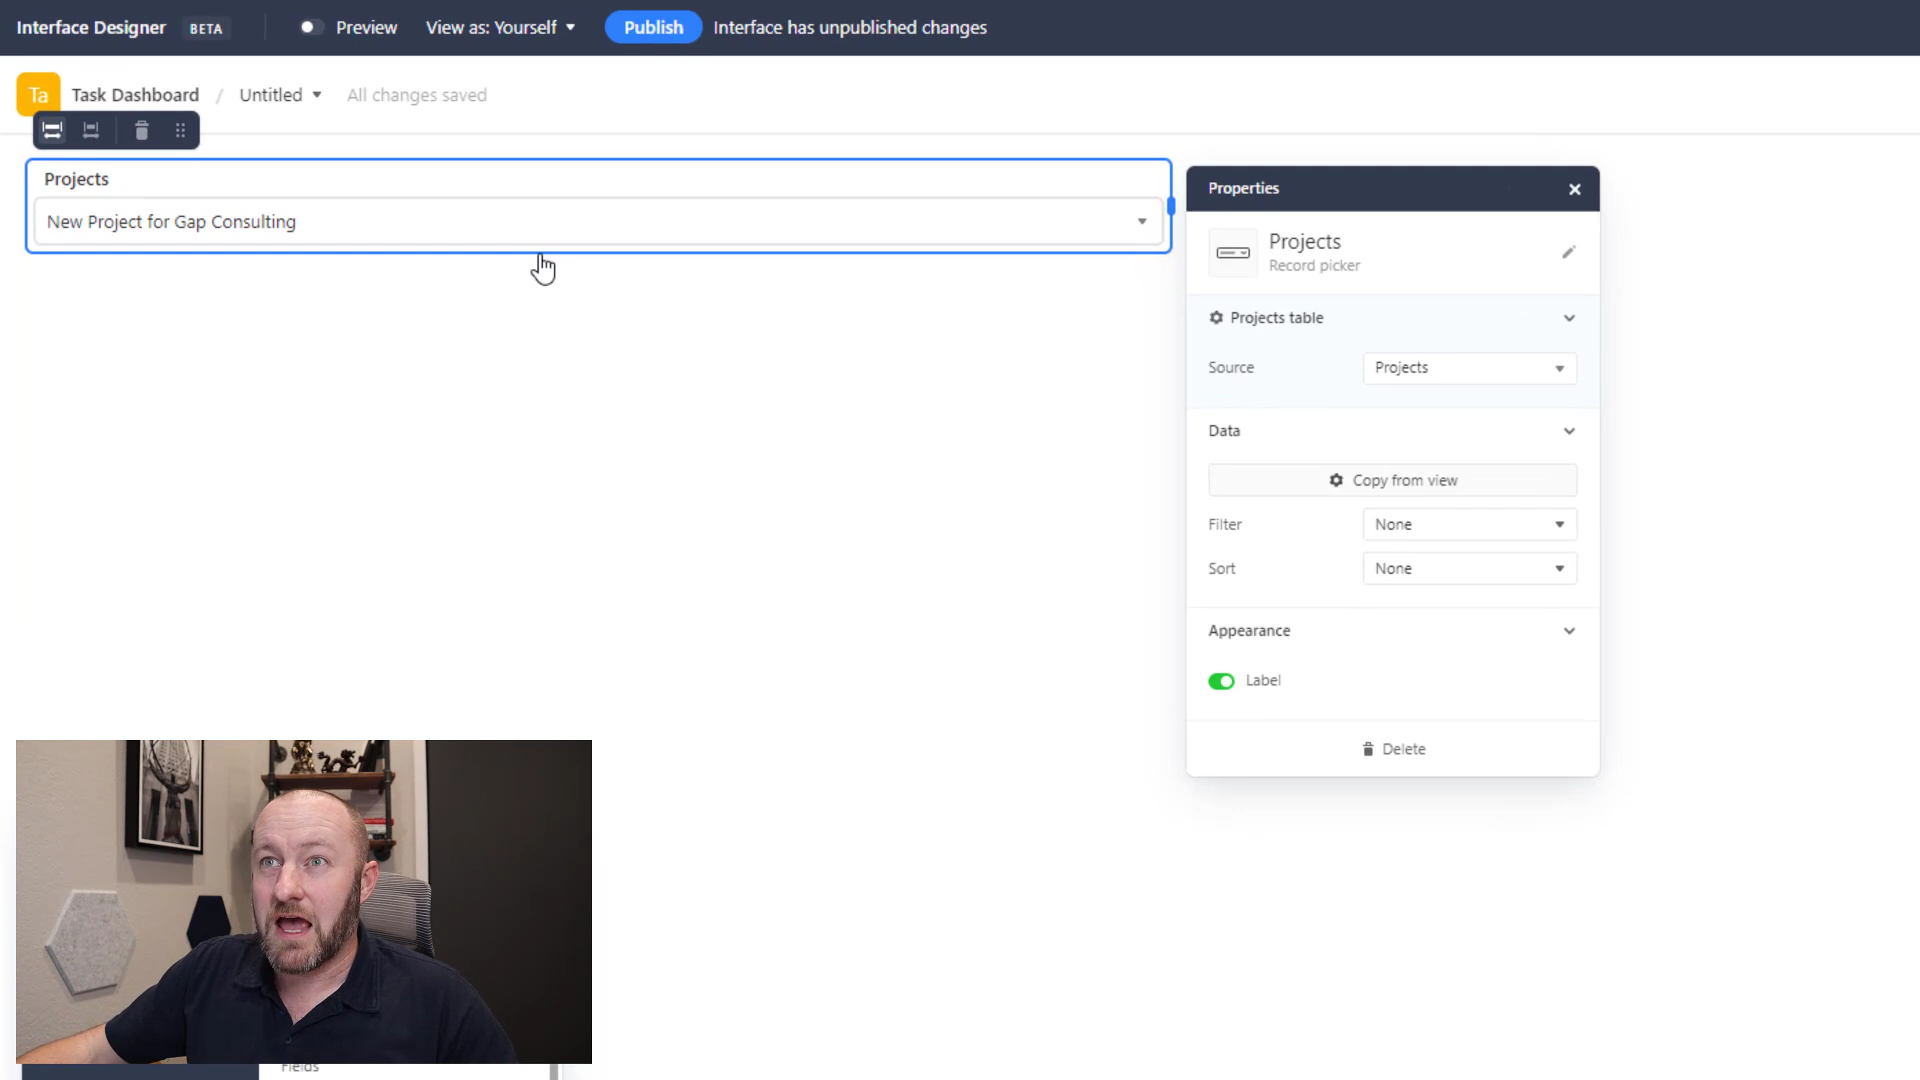 Interface Designer BETA Preview View as: Yourself Publish Interface has unpublished changes
Ta Task Dashboard / Untitled All changes saved
Projects
New Project for Gap Consulting
Properties
Projects
Record picker
Projects table
Source Projects
Data
Copy from view
Filter None
Sort None
Appearance
Label
Delete
Fields